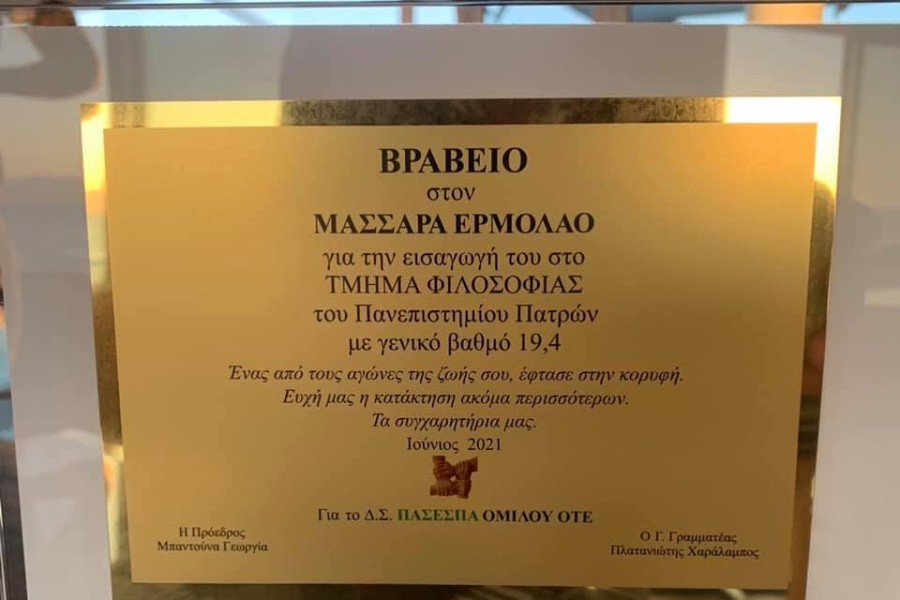 ΒΡΑΒΕΙΟ
στον
ΜΑΣΣΑΡΑ ΕΡΜΟΛΑΟ
για την εισαγωγή του στο
ΤΜΗΜΑ ΦΙΛΟΣΟΦΙΑΣ
του Πανεπιστημίου Πατρών
με γενικό βαθμό 19,4
Ένας από τους αγώνες της ζωής σου, έφτασε στην κορυφή.
Ευχή μας η κατάκτηση ακόμα περισσότερων.
Τα συγχαρητήρια μας.
Ιούνιος 2021
Για το Δ.Σ. ΠΑΣΕΣΠΑ ΟΜΙΛΟΥ ΟΤΕ
Η Πρόεδρος
Μπαντούνα Γεωργία
Ο Γ. Γραμματέας
Πλατανιώτης Χαράλαμπος